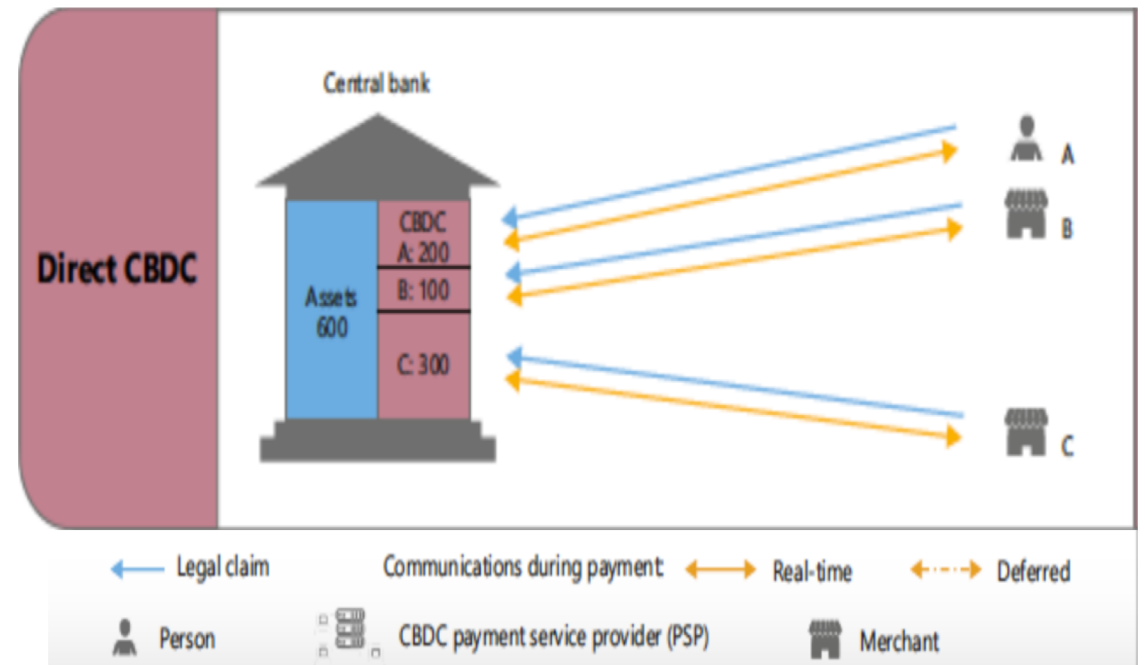 Direct CBDC
Central bank
Assets
600
CBDC
A: 200
B: 100
C: 300
A
B
C
Legal claim
Communications during payment
Real-time
Deferred
Person
CBDC payment service provider (PSP)
Merchant